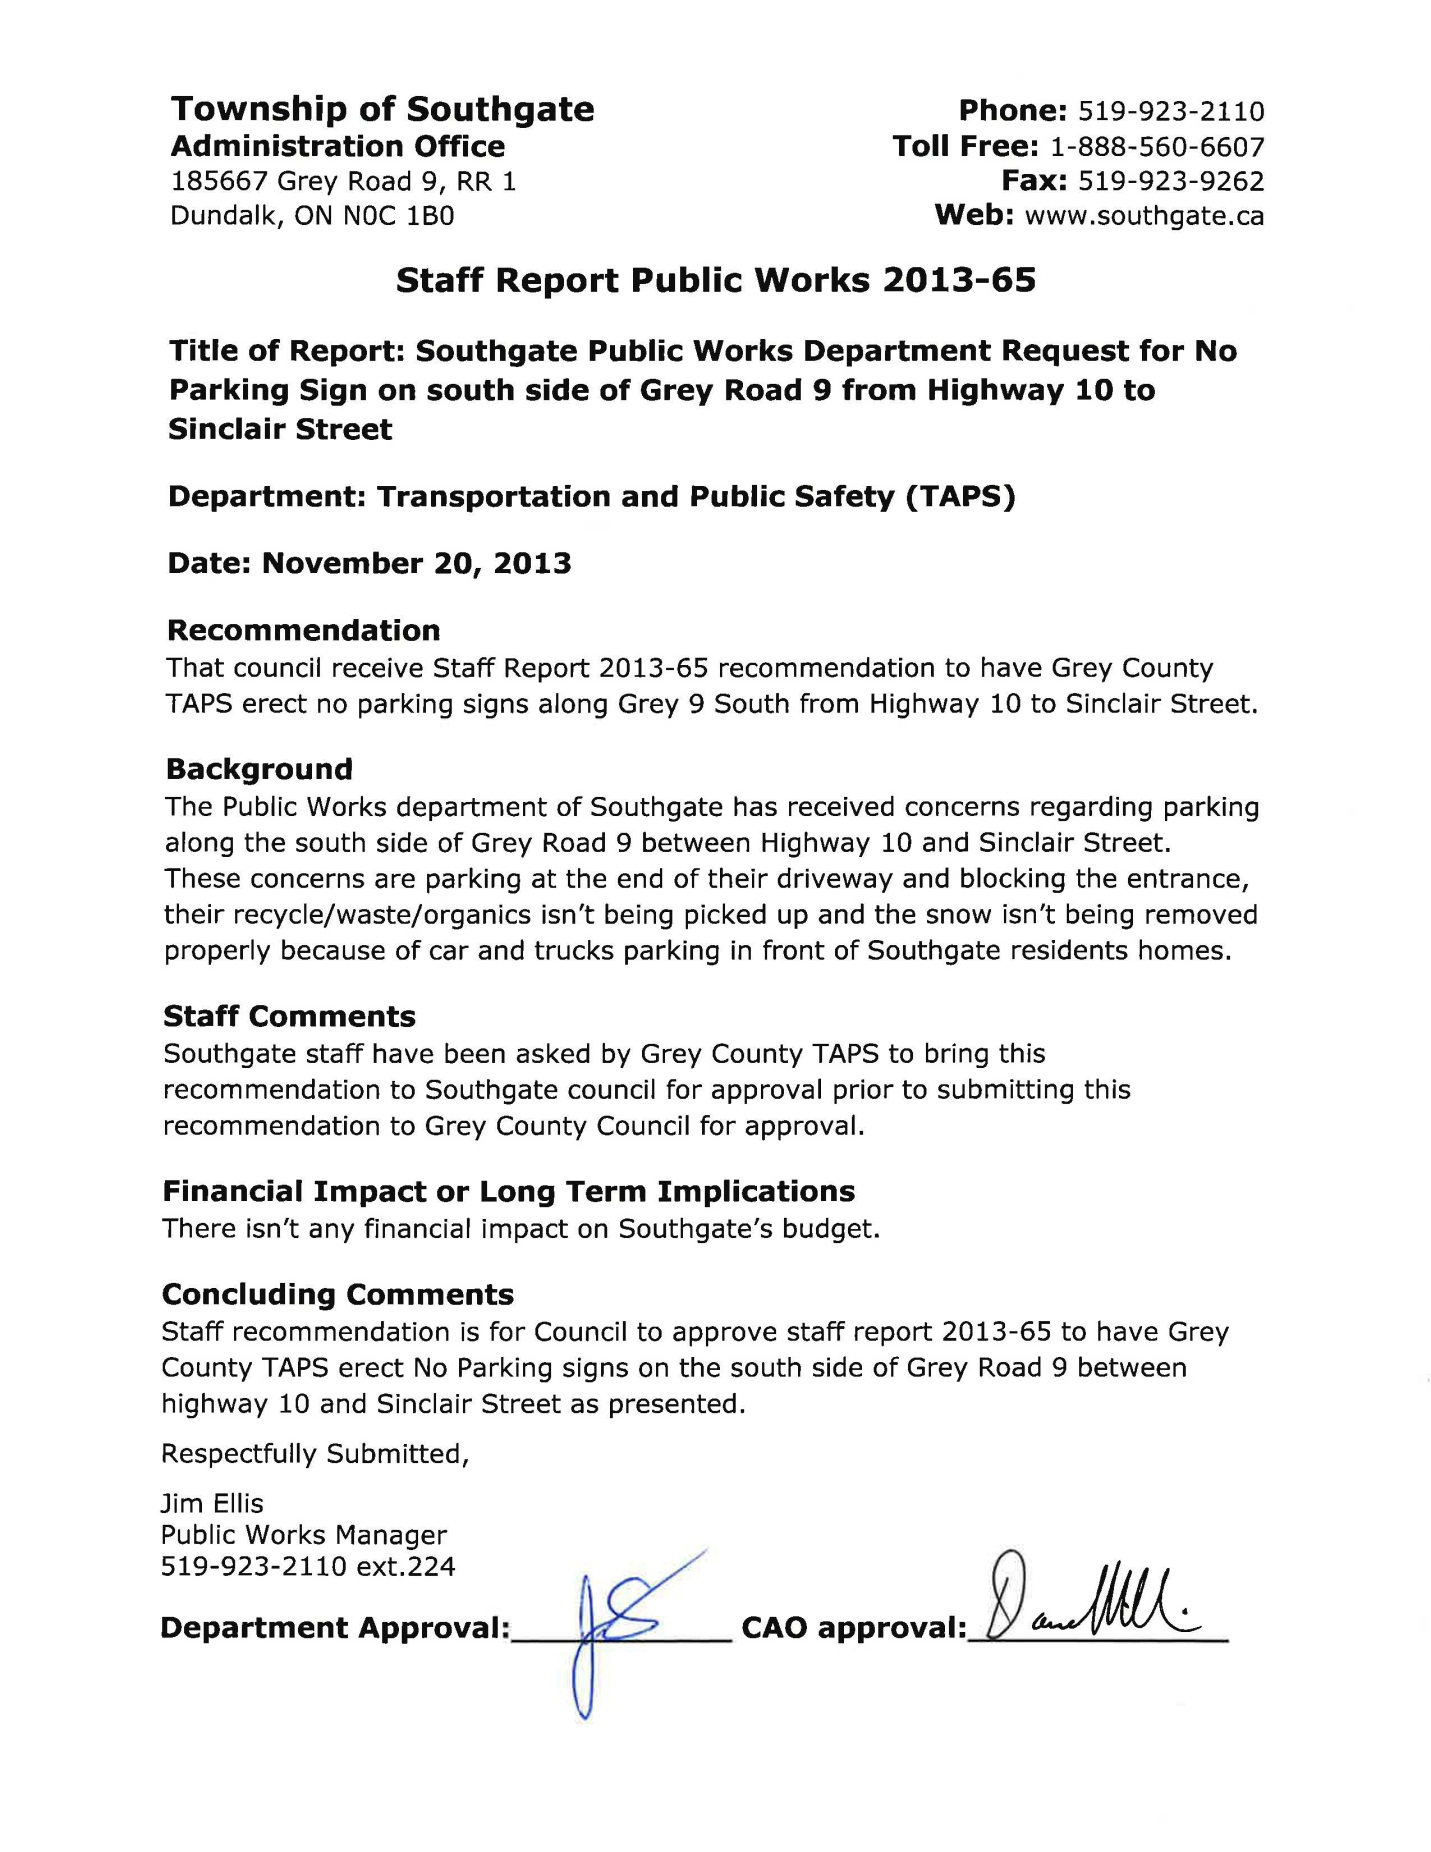 Township of Southgate
Administration Office
185667 Grey Road 9, RR 1
Dundalk, ON N0C 1B0
Phone: 519-923-2110
Toll Free: 1-888-560-6607
Fax: 519-923-9262
Web: www.southgate.ca
Staff Report Public Works 2013-65
Title of Report: Southgate Public Works Department Request for No
Parking Sign on south side of Grey Road 9 from Highway 10 to
Sinclair Street
Department: Transportation and Public Safety (TAPS)
Date: November 20, 2013
Recommendation
That council receive Staff Report 2013-65 recommendation to have Grey County
TAPS erect no parking signs along Grey 9 South from Highway 10 to Sinclair Street.
Background
The Public Works department of Southgate has received concerns regarding parking
along the south side of Grey Road 9 between Highway 10 and Sinclair Street.
These concerns are parking at the end of their driveway and blocking the entrance,
their recycle/waste/organics isn't being picked up and the snow isn't being removed
properly because of car and trucks parking in front of Southgate residents homes.
Staff Comments
Southgate staff have been asked by Grey County TAPS to bring this
recommendation to Southgate council for approval prior to submitting this
recommendation to Grey County Council for approval.
Financial Impact or Long Term Implications
There isn't any financial impact on Southgate's budget.
Concluding Comments
Staff recommendation is for Council to approve staff report 2013-65 to have Grey
County TAPS erect No Parking signs on the south side of Grey Road 9 between
highway 10 and Sinclair Street as presented.
Respectfully Submitted,
Jim Ellis
Public Works Manager
519-923-2110 ext.224
Department Approval: CAO approval: